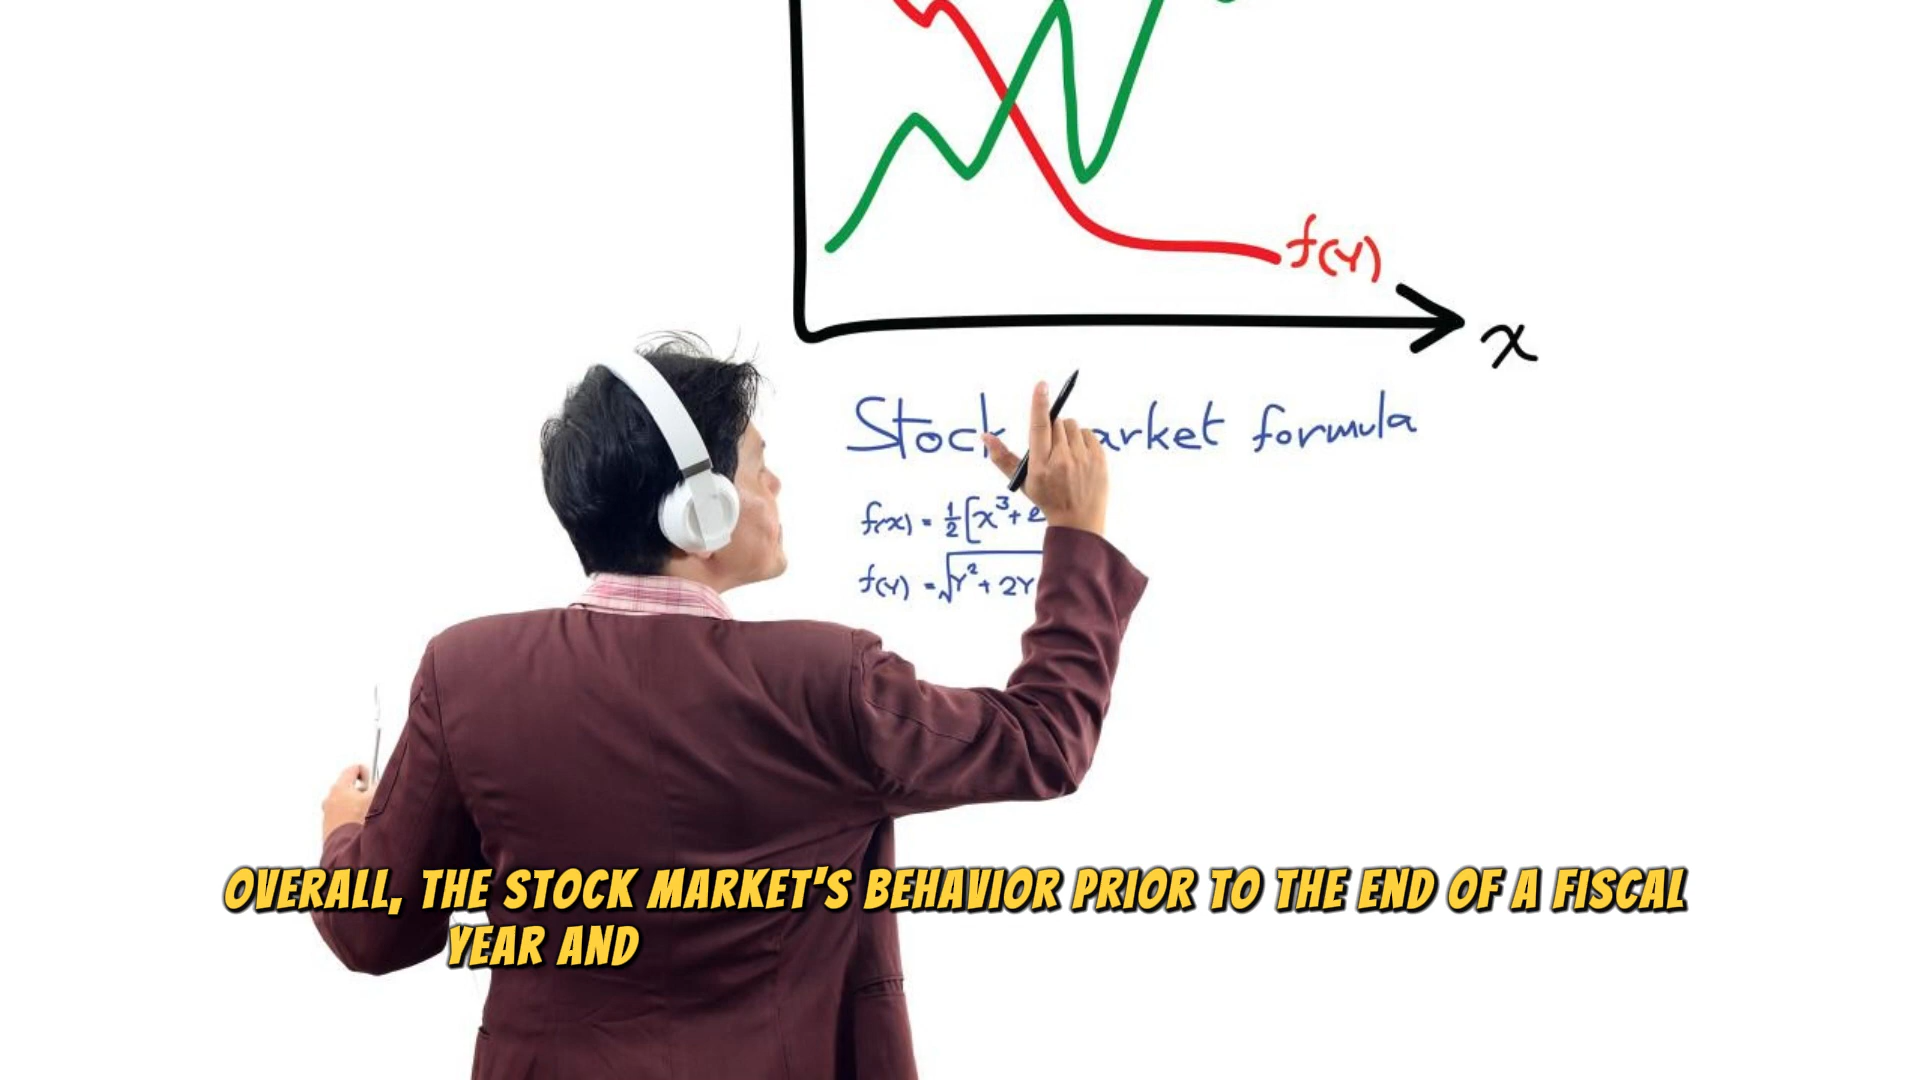 f(Y)
x
Stock market formula
f(x) = 1/2[x³+ e
f(Y) = √Y²+ 2Y
OVERALL, THE STOCK MARKET'S BEHAVIOR PRIOR TO THE END OF A FISCAL
YEAR AND